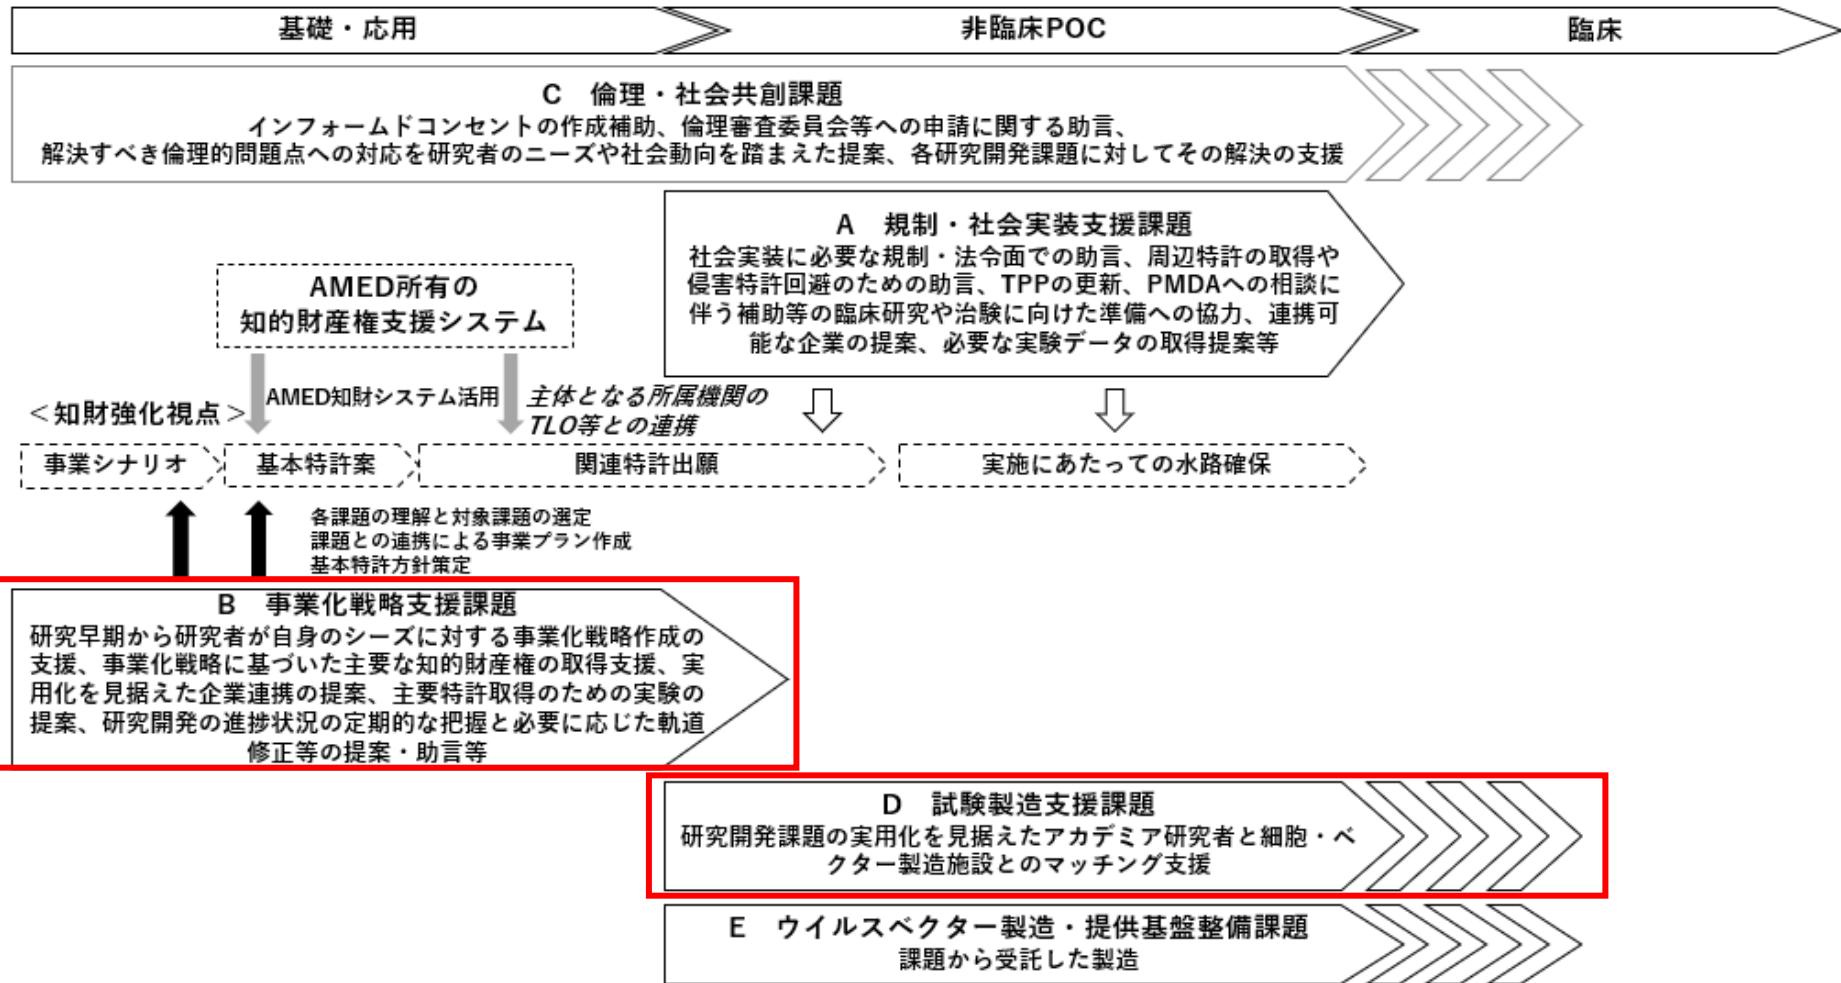 基礎・応用
非臨床POC
臨床
C　倫理・社会共創課題
インフォームドコンセントの作成補助、倫理審査委員会等への申請に関する助言、
解決すべき倫理的問題点への対応を研究者のニーズや社会動向を踏まえた提案、各研究開発課題に対してその解決の支援
A　規制・社会実装支援課題
社会実装に必要な規制・法令面での助言、周辺特許の取得や
侵害特許回避のための助言、TPPの更新、PMDAへの相談に
伴う補助等の臨床研究や治験に向けた準備への協力、連携可
能な企業の提案、必要な実験データの取得提案等
AMED所有の
知的財産権支援システム
AMED知財システム活用
主体となる所属機関の
TLO等との連携
＜知財強化視点＞
事業シナリオ
基本特許案
関連特許出願
実施にあたっての水路確保
各課題の理解と対象課題の選定
課題との連携による事業プラン作成
基本特許方針策定
B　事業化戦略支援課題
研究早期から研究者が自身のシーズに対する事業化戦略作成の
支援、事業化戦略に基づいた主要な知的財産権の取得支援、実
用化を見据えた企業連携の提案、主要特許取得のための実験の
提案、研究開発の進捗状況の定期的な把握と必要に応じた軌道
修正等の提案・助言等
D　試験製造支援課題
研究開発課題の実用化を見据えたアカデミア研究者と細胞・ベ
クター製造施設とのマッチング支援
E　ウイルスベクター製造・提供基盤整備課題
課題から受託した製造